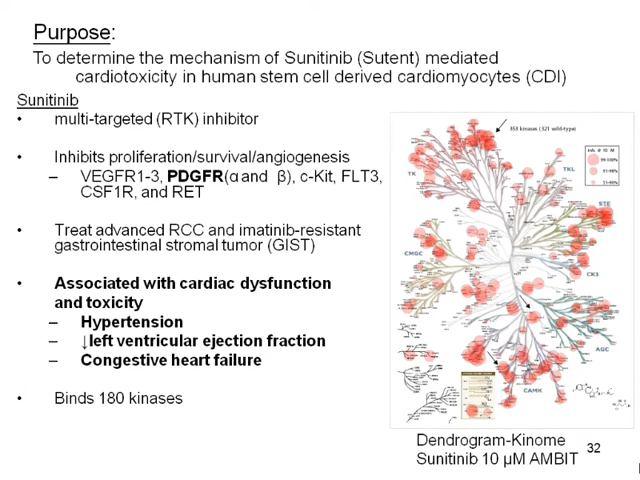 Purpose:
To determine the mechanism of Sunitinib (Sutent) mediated
cardiotoxicity in human stem cell derived cardiomyocytes (CDI)
Sunitinib
• multi-targeted (RTK) inhibitor
• Inhibits proliferation/survival/angiogenesis
– VEGFR1-3, PDGFR(α and β), c-Kit, FLT3,
CSF1R, and RET
• Treat advanced RCC and imatinib-resistant
gastrointestinal stromal tumor (GIST)
• Associated with cardiac dysfunction
and toxicity
– Hypertension
– ↓left ventricular ejection fraction
– Congestive heart failure
• Binds 180 kinases
TK
TKL
STE
CMGC
CK1
AGC
CAMK
Dendrogram-Kinome
Sunitinib 10 µM AMBIT
32